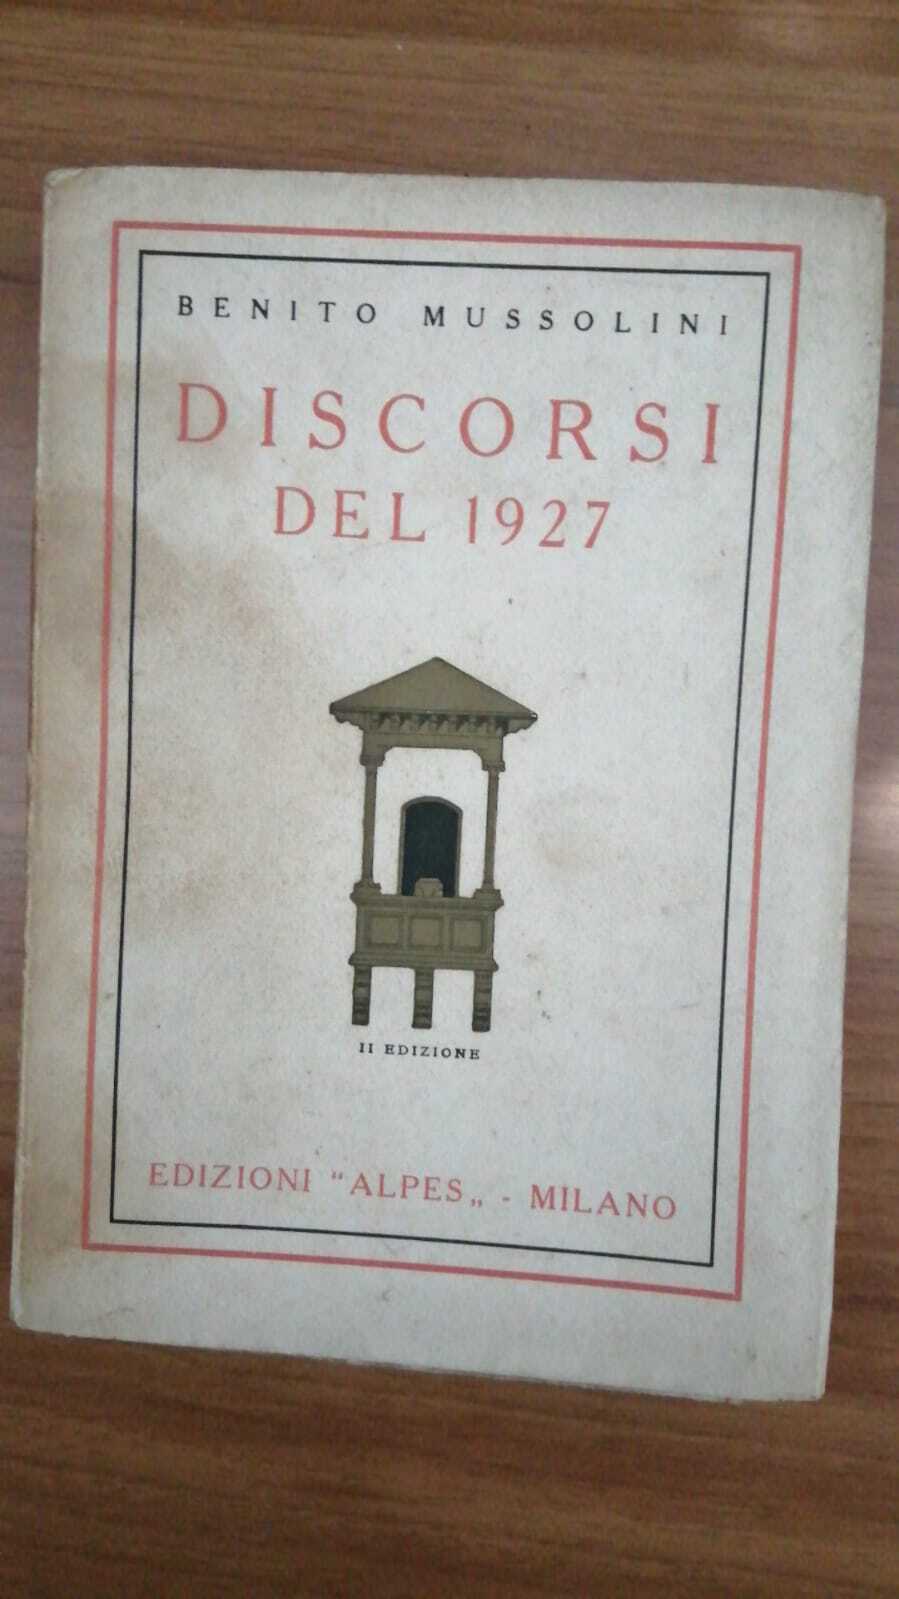 BENITO MUSSOLINI
DISCORSI
DEL 1927
II EDIZIONE
EDIZIONI "ALPES„ - MILANO